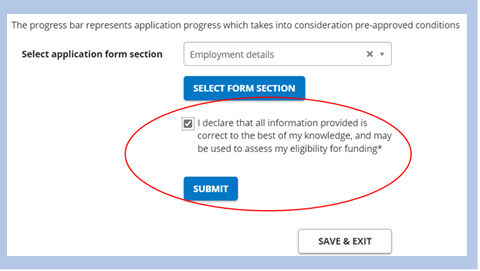 The progress bar represents application progress which takes into consideration pre-approved conditions
Select application form section
Employment details
SELECT FORM SECTION
I declare that all information provided is
correct to the best of my knowledge, and may
be used to assess my eligibility for funding*
SUBMIT
SAVE & EXIT